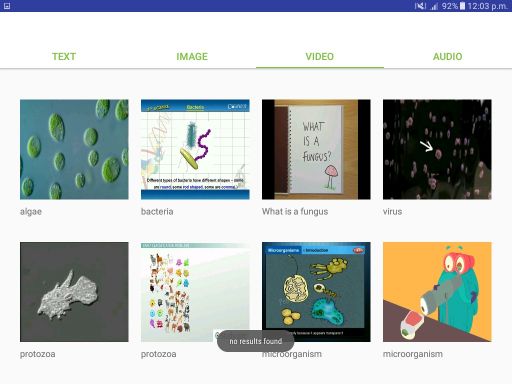 92% 12:03 p.m.
TEXT IMAGE VIDEO AUDIO
Bacteria
WHAT
IS A
FUNGUS?
Different types of bacteria have different shapes – some
are round, some rod shaped, some are comma
algae bacteria What is a fungus virus
Microorganisms : Introduction
no results found
protozoa protozoa microorganism microorganism